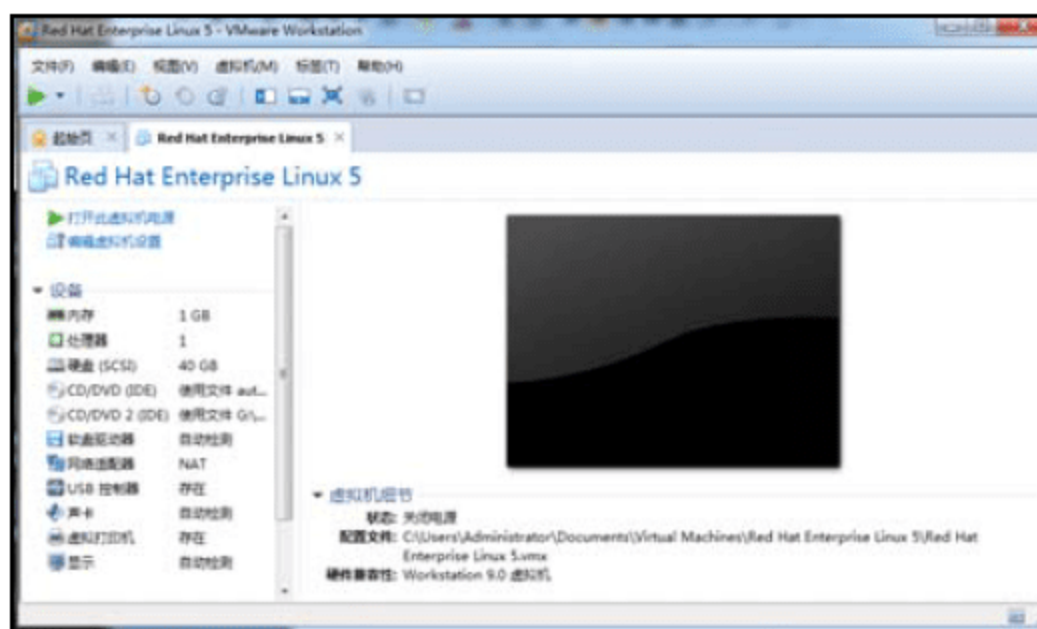 Red Hat Enterprise Linux 5 - VMware Workstation
文件(F) 编辑(E) 视图(V) 虚拟机(M) 标签(T) 帮助(H)
起始页 × Red Hat Enterprise Linux 5 ×
Red Hat Enterprise Linux 5
打开此虚拟机电源
编辑虚拟机设置
设备
内存 1 GB
处理器 1
硬盘 (SCSI) 40 GB
CD/DVD (IDE) 使用文件 aut...
CD/DVD 2 (IDE) 使用文件 G:\...
软盘驱动器 自动检测
网络适配器 NAT
USB 控制器 存在
声卡 自动检测
虚拟打印机 存在
显示 自动检测
虚拟机细节
状态: 关闭电源
配置文件: C:\Users\Administrator\Documents\Virtual Machines\Red Hat Enterprise Linux 5\Red Hat
Enterprise Linux 5.vmx
硬件兼容性: Workstation 9.0 虚拟机